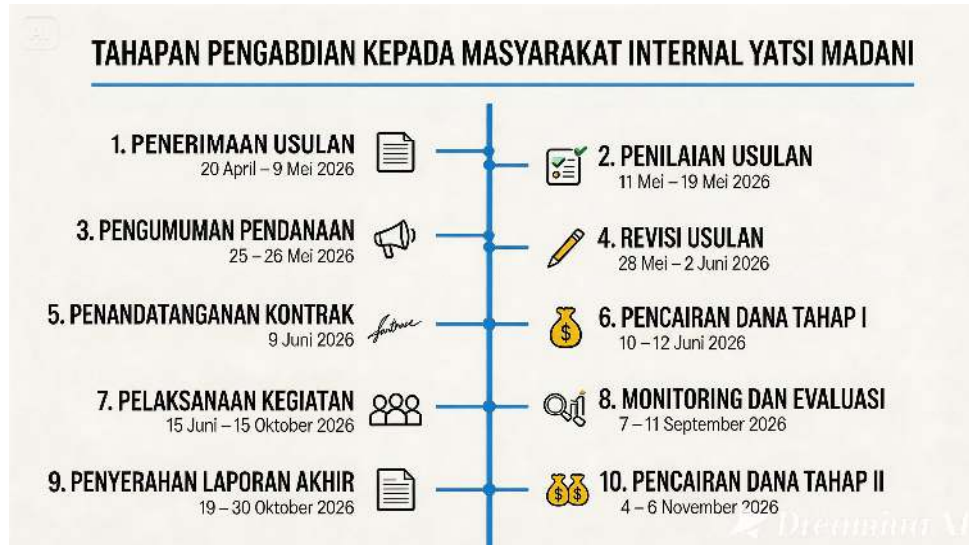 TAHAPAN PENGABDIAN KEPADA MASYARAKAT INTERNAL YATSI MADANI
1. PENERIMAAN USULAN
20 April – 9 Mei 2026
2. PENILAIAN USULAN
11 Mei – 19 Mei 2026
3. PENGUMUMAN PENDANAAN
25 – 26 Mei 2026
4. REVISI USULAN
28 Mei – 2 Juni 2026
5. PENANDATANGANAN KONTRAK
9 Juni 2026
6. PENCAIRAN DANA TAHAP I
10 – 12 Juni 2026
7. PELAKSANAAN KEGIATAN
15 Juni – 15 Oktober 2026
8. MONITORING DAN EVALUASI
7 – 11 September 2026
9. PENYERAHAN LAPORAN AKHIR
19 – 30 Oktober 2026
10. PENCAIRAN DANA TAHAP II
4 – 6 November 2026